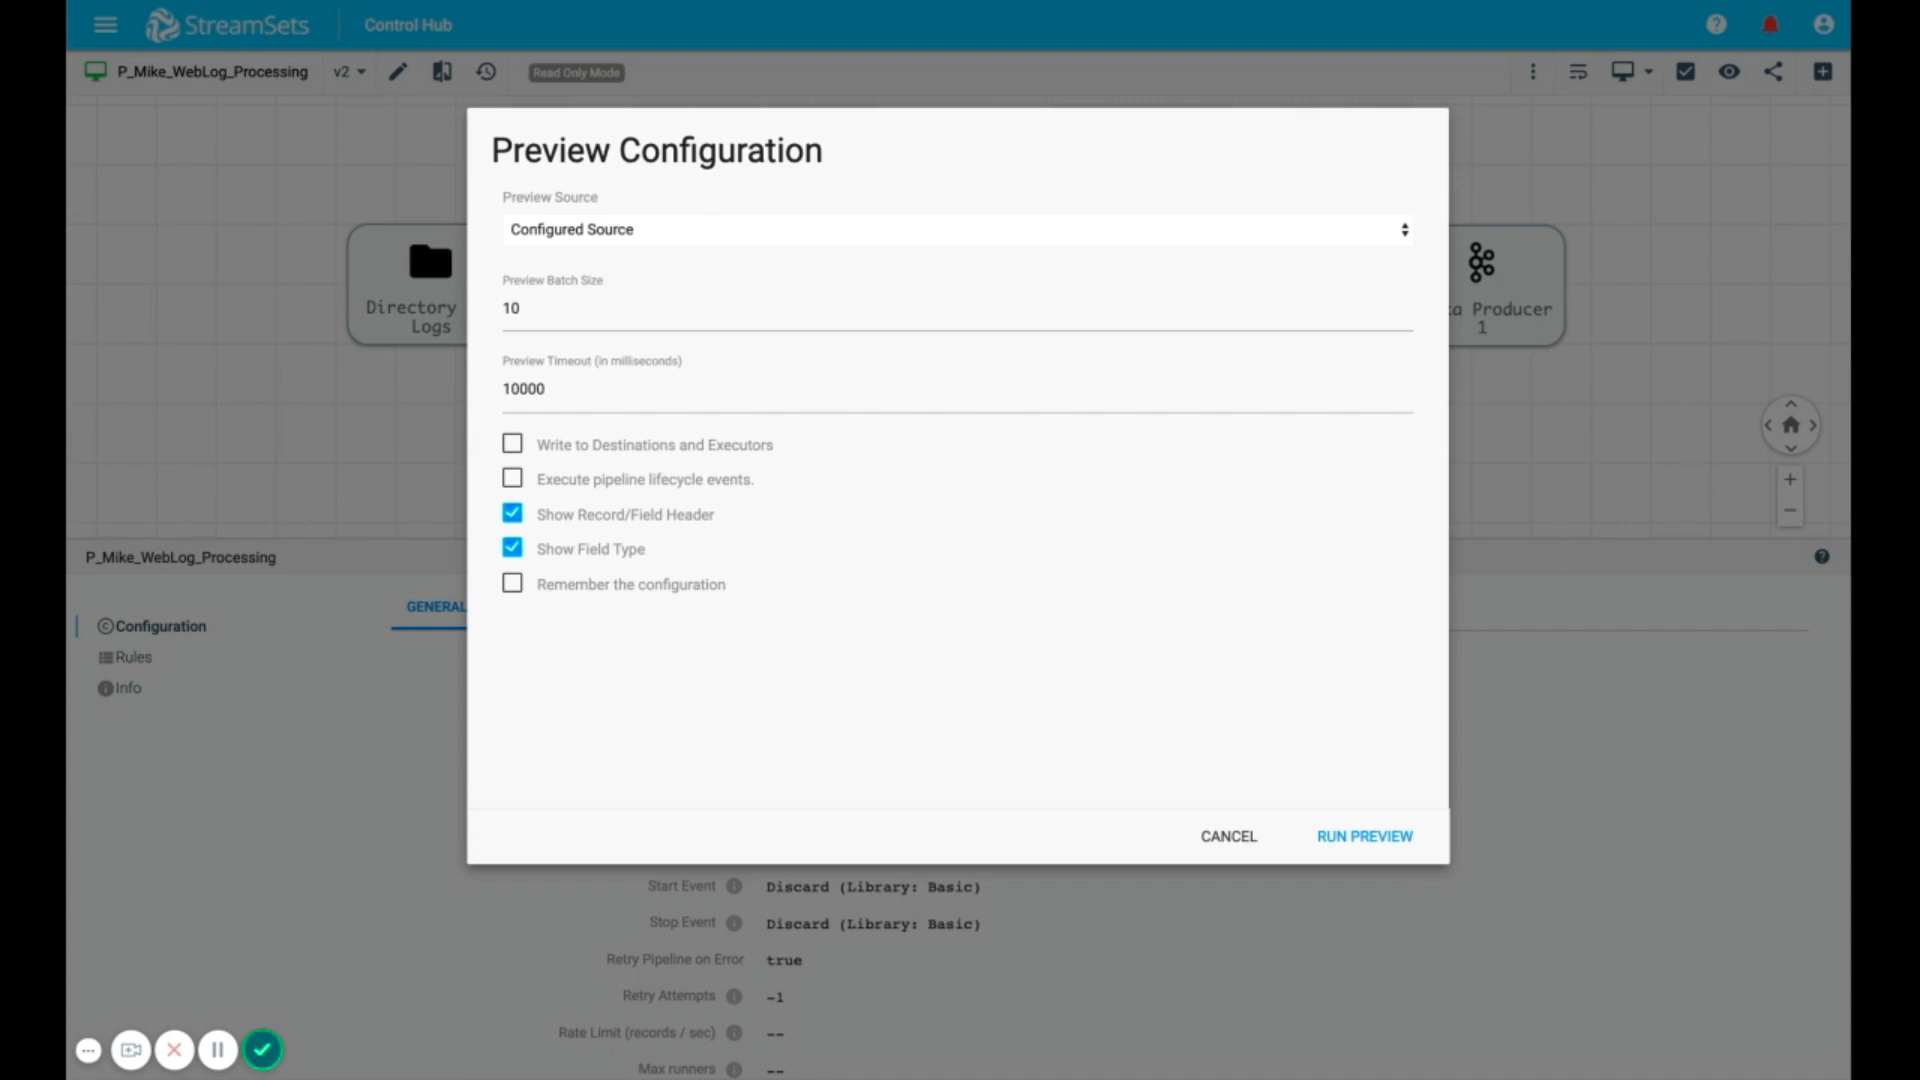 StreamSets
Control Hub
P_Mike_WebLog_Processing
v2
Read Only Mode
Preview Configuration
Preview Source
Configured Source
Preview Batch Size
10
Preview Timeout (in milliseconds)
10000
Write to Destinations and Executors
Execute pipeline lifecycle events.
Show Record/Field Header
Show Field Type
Remember the configuration
CANCEL
RUN PREVIEW
Directory
Logs
Producer
1
P_Mike_WebLog_Processing
Configuration
Rules
Info
GENERAL
Start Event
Discard (Library: Basic)
Stop Event
Discard (Library: Basic)
Retry Pipeline on Error
true
Retry Attempts
-1
Rate Limit (records / sec)
--
Max runners
--